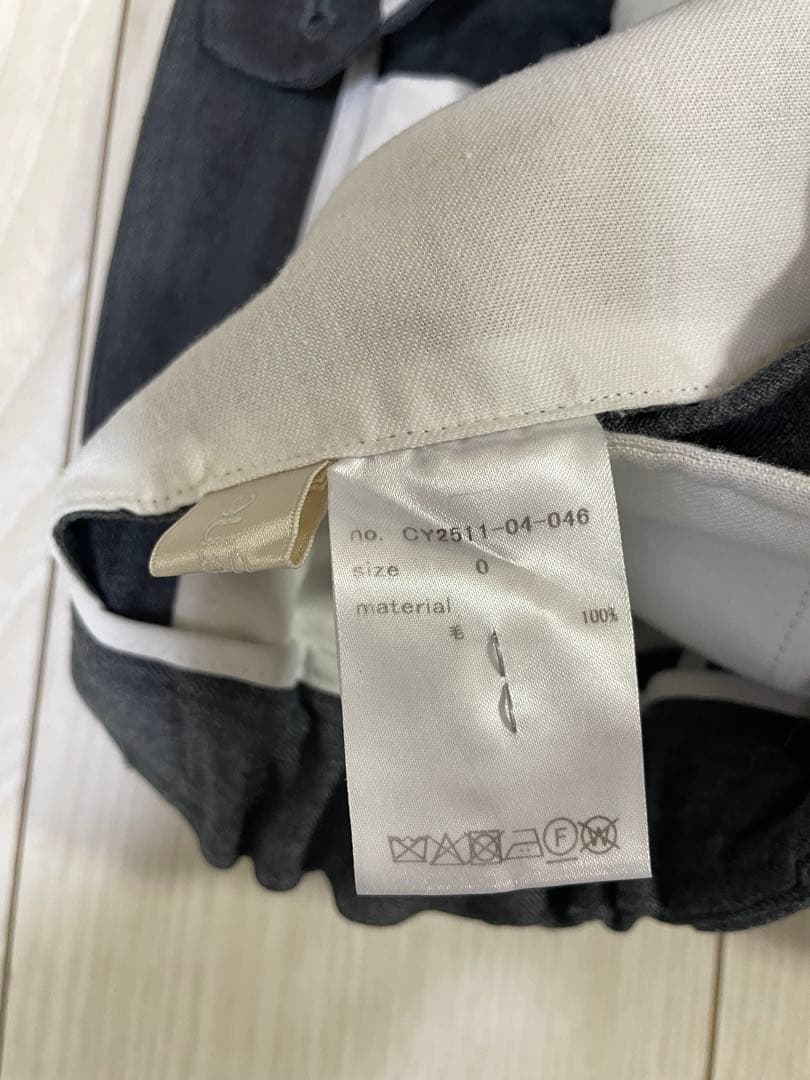 no. CY2511-04-046
size 0
material
毛 100%
F W